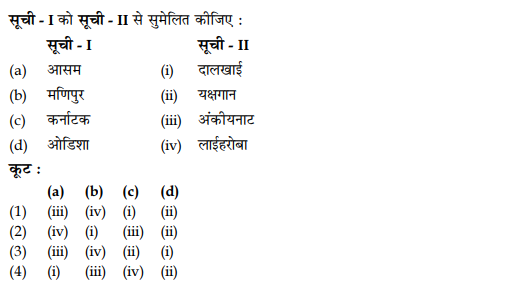 सूची - I को सूची - II से सुमेलित कीजिए :
सूची - I सूची - II
(a) आसम (i) दालखाई
(b) मणिपुर (ii) यक्षगान
(c) कर्नाटक (iii) अंकीयनाट
(d) ओडिशा (iv) लाईहरोबा
कूट :
(a) (b) (c) (d)
(1) (iii) (iv) (i) (ii)
(2) (iv) (i) (iii) (ii)
(3) (iii) (iv) (ii) (i)
(4) (i) (iii) (iv) (ii)